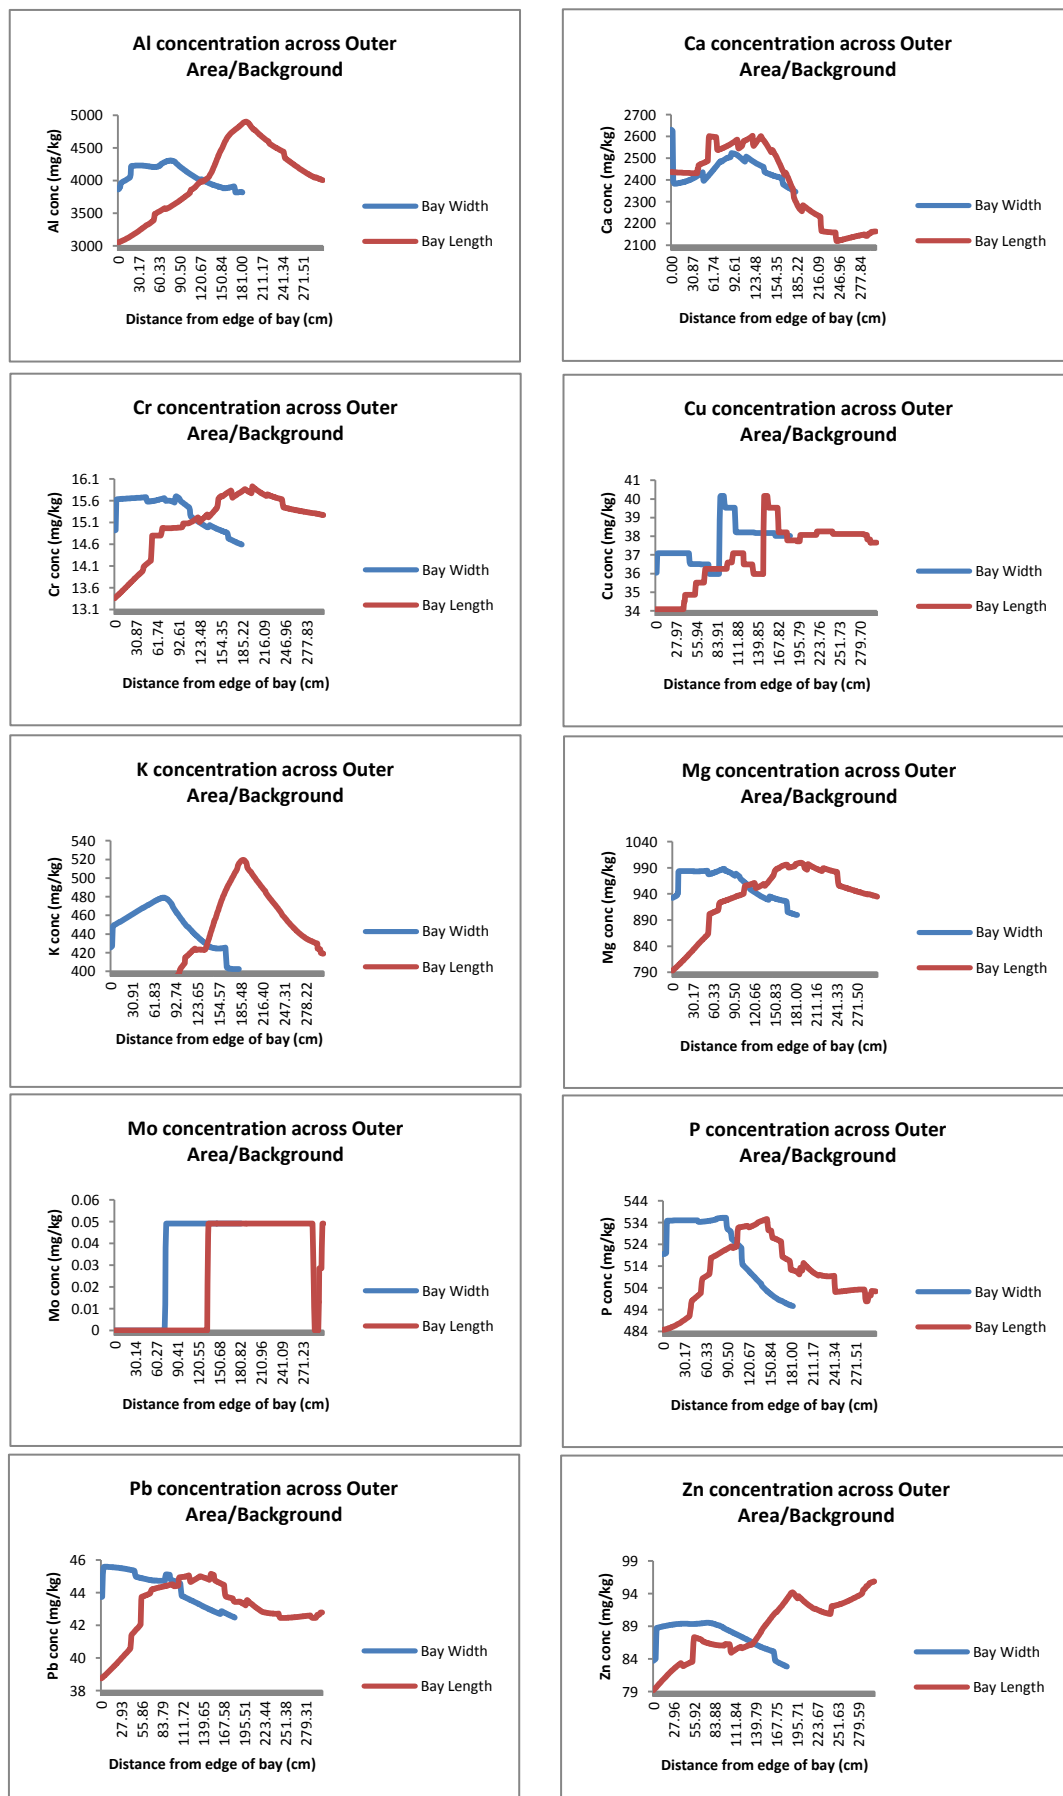 Al concentration across Outer
Area/Background
Al conc (mg/kg)
5000
4500
4000
3500
3000
0
30.17
60.33
90.50
120.67
150.84
181.00
211.17
241.34
271.51
Distance from edge of bay (cm)
Bay Width
Bay Length
Ca concentration across Outer
Area/Background
Ca conc (mg/kg)
2700
2600
2500
2400
2300
2200
2100
0.00
30.87
61.74
92.61
123.48
154.35
185.22
216.09
246.96
277.84
Distance from edge of bay (cm)
Bay Width
Bay Length
Cr concentration across Outer
Area/Background
Cr conc (mg/kg)
16.1
15.6
15.1
14.6
14.1
13.6
13.1
0
30.87
61.74
92.61
123.48
154.35
185.22
216.09
246.96
277.83
Distance from edge of bay (cm)
Bay Width
Bay Length
Cu concentration across Outer
Area/Background
Cu conc (mg/kg)
41
40
39
38
37
36
35
34
0
27.97
55.94
83.91
111.88
139.85
167.82
195.79
223.76
251.73
279.70
Distance from edge of bay (cm)
Bay Width
Bay Length
K concentration across Outer
Area/Background
K conc (mg/kg)
540
520
500
480
460
440
420
400
0
30.91
61.83
92.74
123.65
154.57
185.48
216.40
247.31
278.22
Distance from edge of bay (cm)
Bay Width
Bay Length
Mg concentration across Outer
Area/Background
Mg conc (mg/kg)
1040
990
940
890
840
790
0
30.17
60.33
90.50
120.66
150.83
181.00
211.16
241.33
271.50
Distance from edge of bay (cm)
Bay Width
Bay Length
Mo concentration across Outer
Area/Background
Mo conc (mg/kg)
0.06
0.05
0.04
0.03
0.02
0.01
0
0
30.14
60.27
90.41
120.55
150.68
180.82
210.96
241.09
271.23
Distance from edge of bay (cm)
Bay Width
Bay Length
P concentration across Outer
Area/Background
P conc (mg/kg)
544
534
524
514
504
494
484
0
30.17
60.33
90.50
120.67
150.84
181.00
211.17
241.34
271.51
Distance from edge of bay (cm)
Bay Width
Bay Length
Pb concentration across Outer
Area/Background
Pb conc (mg/kg)
46
44
42
40
38
0
27.93
55.86
83.79
111.72
139.65
167.58
195.51
223.44
251.38
279.31
Distance from edge of bay (cm)
Bay Width
Bay Length
Zn concentration across Outer
Area/Background
Zn conc (mg/kg)
99
94
89
84
79
0
27.96
55.92
83.88
111.84
139.79
167.75
195.71
223.67
251.63
279.59
Distance from edge of bay (cm)
Bay Width
Bay Length